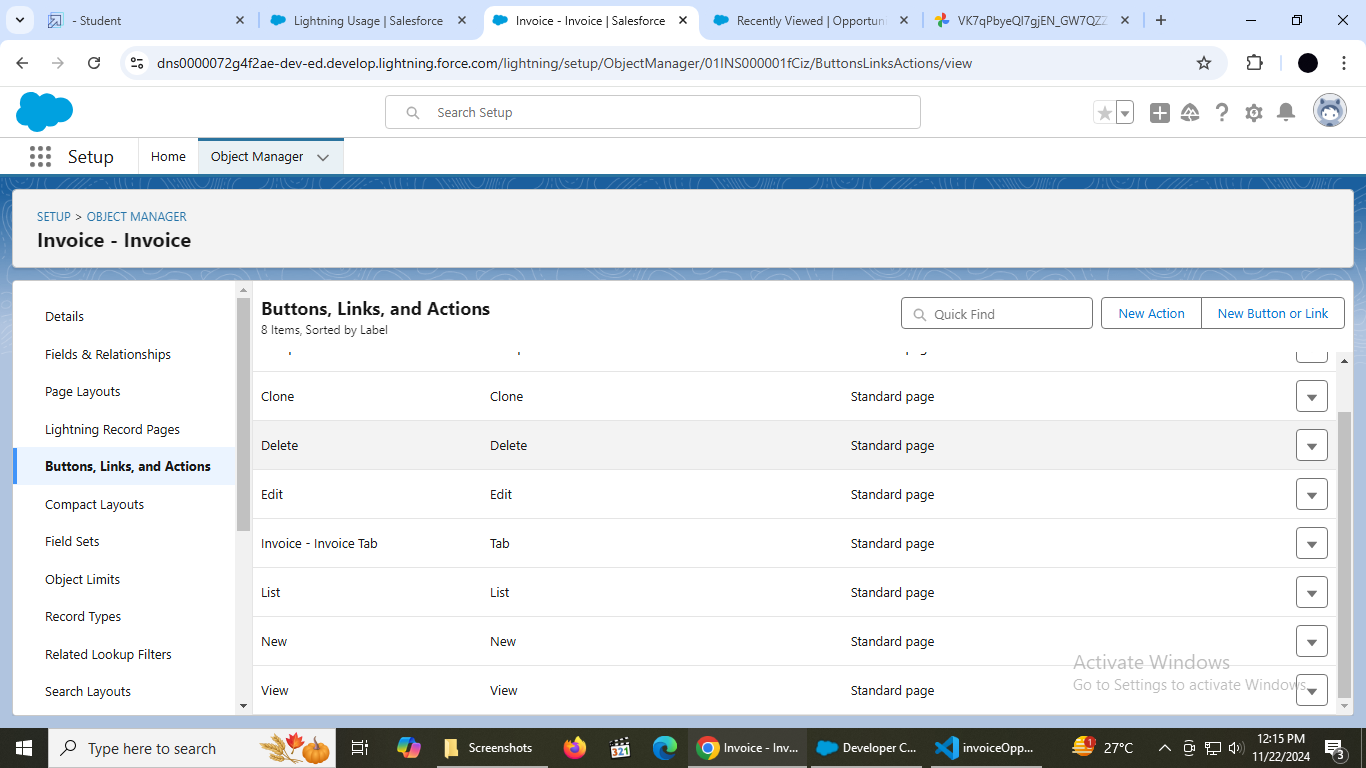 - Student
Lightning Usage | Salesforce
Invoice - Invoice | Salesforce
Recently Viewed | Opportuni
VK7qPbyeQI7gjEN_GW7QZZ
dns0000072g4f2ae-dev-ed.develop.lightning.force.com/lightning/setup/ObjectManager/01INS000001fCiz/ButtonsLinksActions/view
Search Setup
Setup
Home
Object Manager
SETUP > OBJECT MANAGER
Invoice - Invoice
Details
Fields & Relationships
Page Layouts
Lightning Record Pages
Buttons, Links, and Actions
Compact Layouts
Field Sets
Object Limits
Record Types
Related Lookup Filters
Search Layouts
Buttons, Links, and Actions
8 Items, Sorted by Label
Quick Find
New Action
New Button or Link
Clone Clone Standard page
Delete Delete Standard page
Edit Edit Standard page
Invoice - Invoice Tab Tab Standard page
List List Standard page
New New Standard page
View View Standard page
Activate Windows
Go to Settings to activate Windows.
Type here to search
Screenshots
321
Invoice - Inv...
Developer C...
invoiceOpp...
1
27°C
12:15 PM
11/22/2024
3